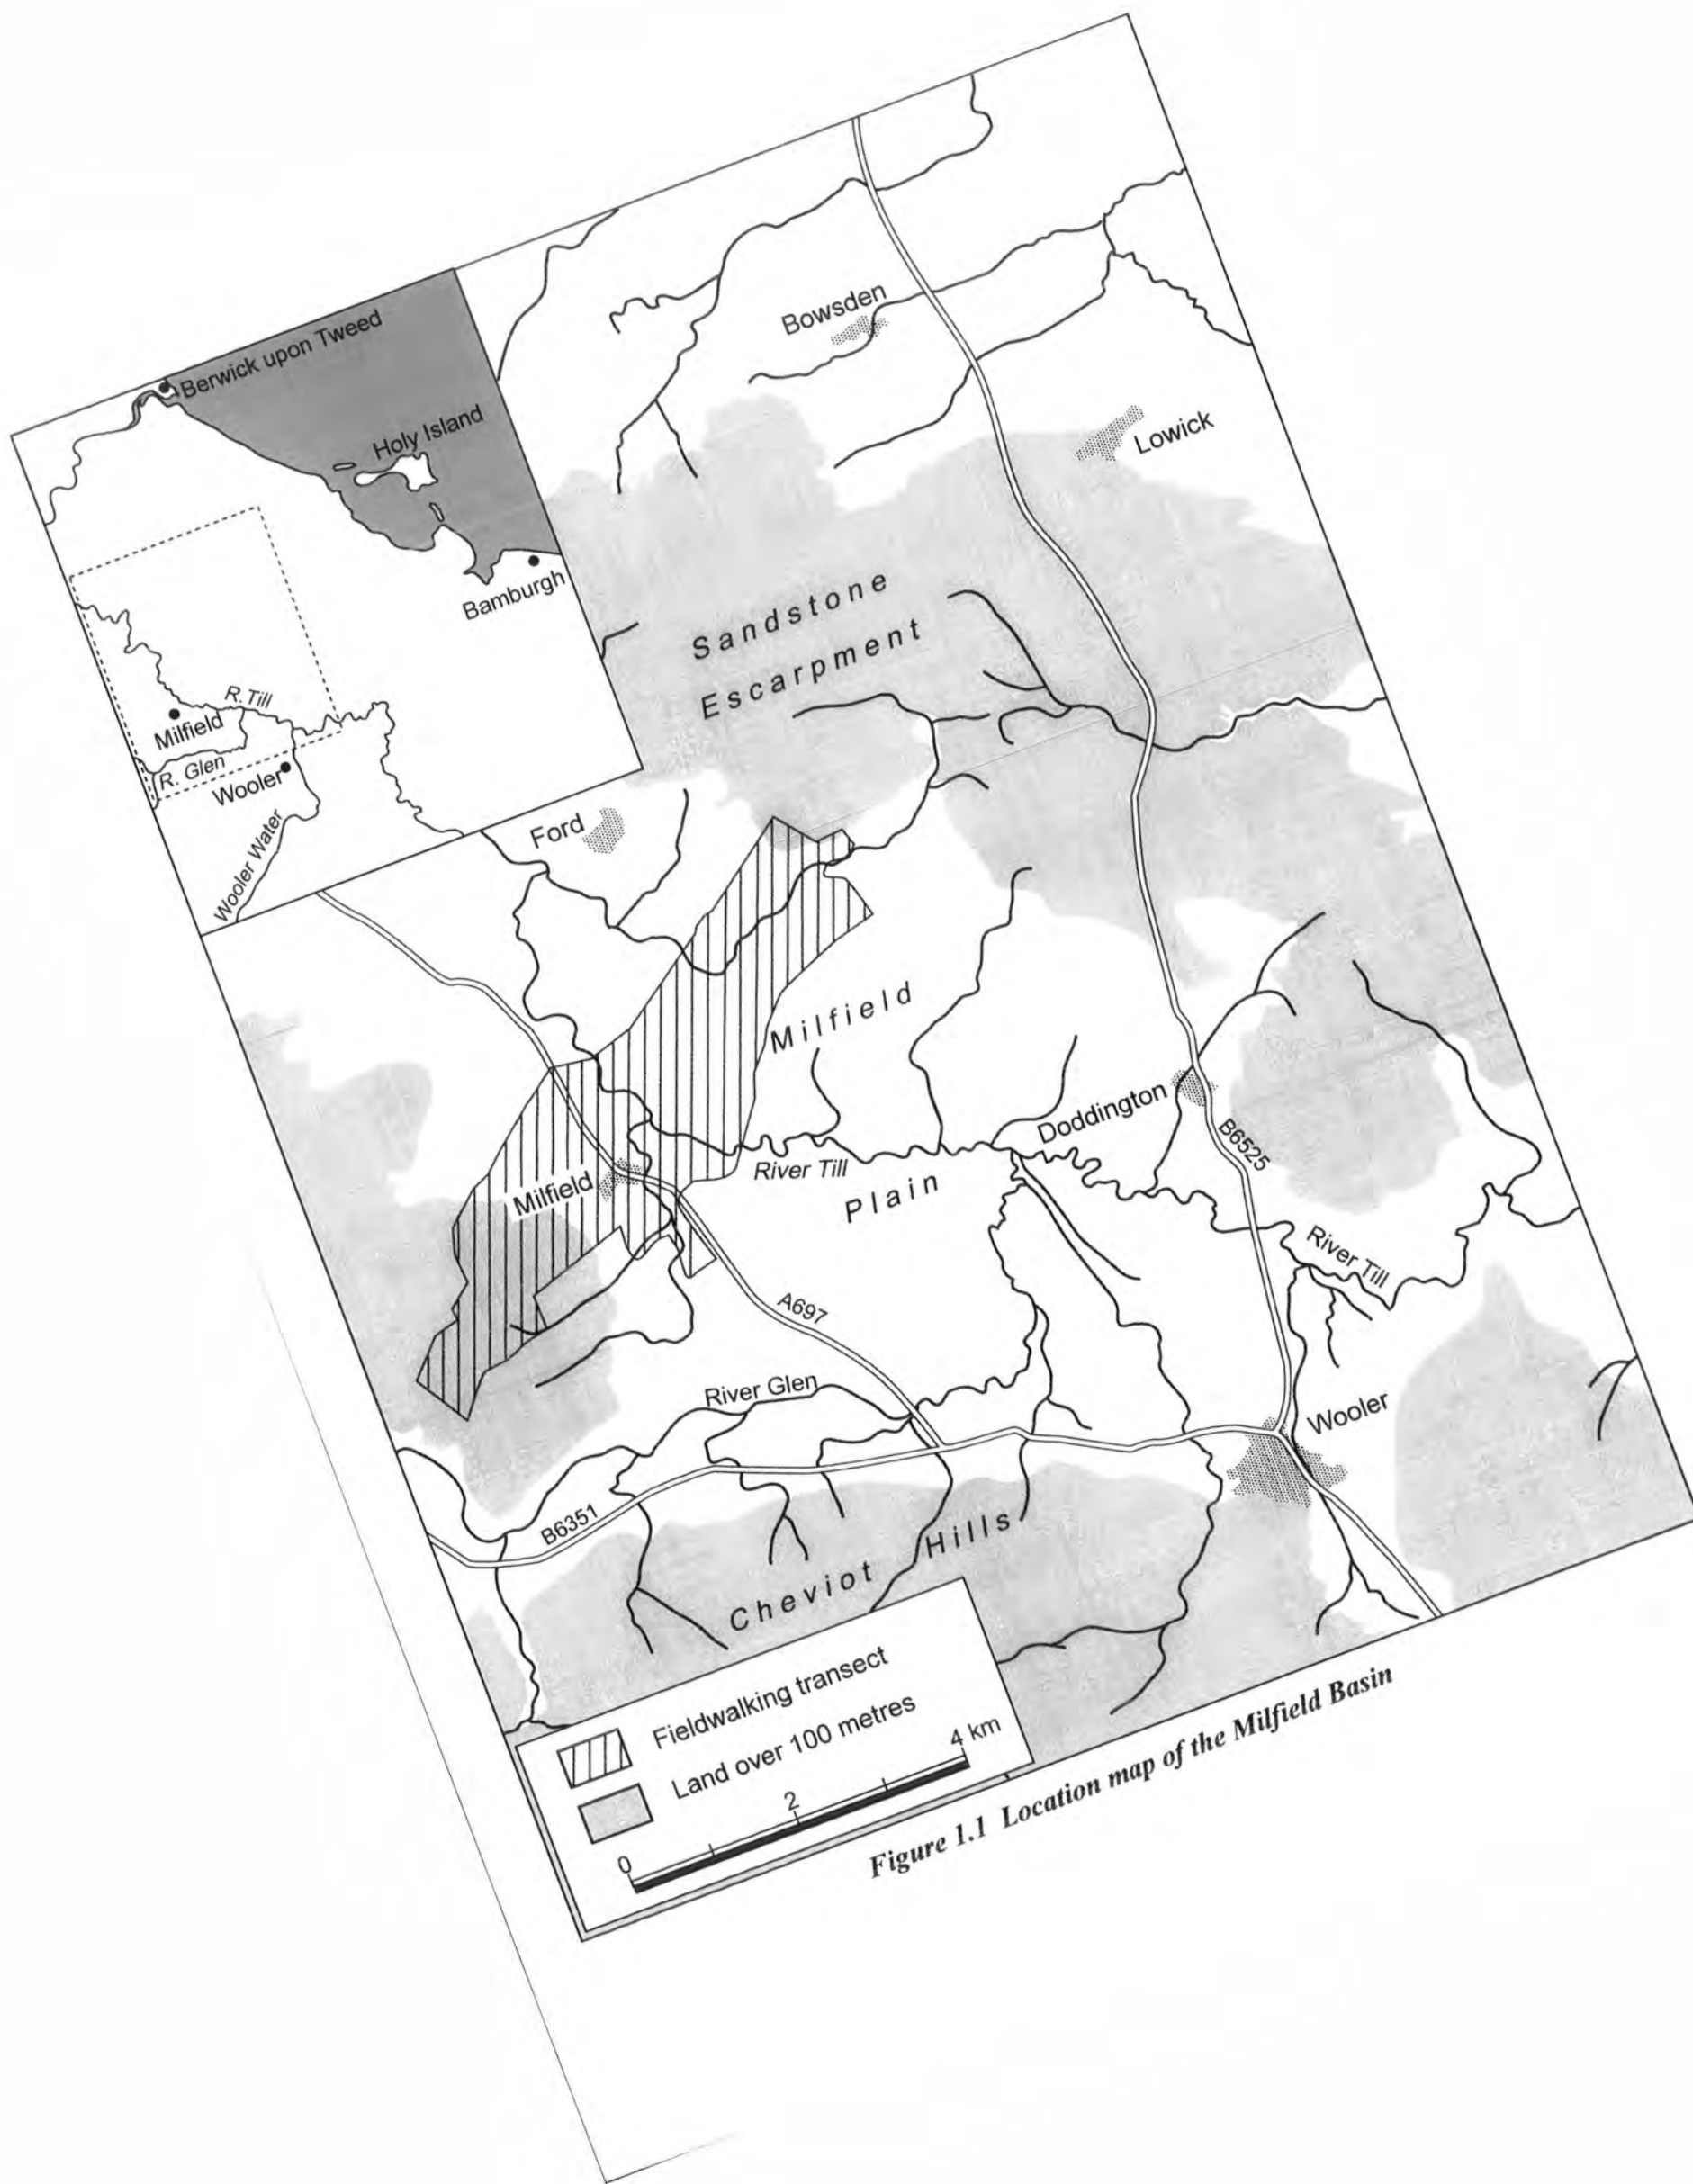 Berwick upon Tweed
Holy Island
Bamburgh
R. Till
Milfield
R. Glen
Wooler
Wooler Water
Bowsden
Lowick
Sandstone
Escarpment
Ford
Milfield
Plain
Doddington
B6525
River Till
Milfield
River Till
A697
River Glen
Wooler
B6351
Cheviot Hills
Fieldwalking transect
Land over 100 metres
0 2 4 km
Figure 1.1 Location map of the Milfield Basin